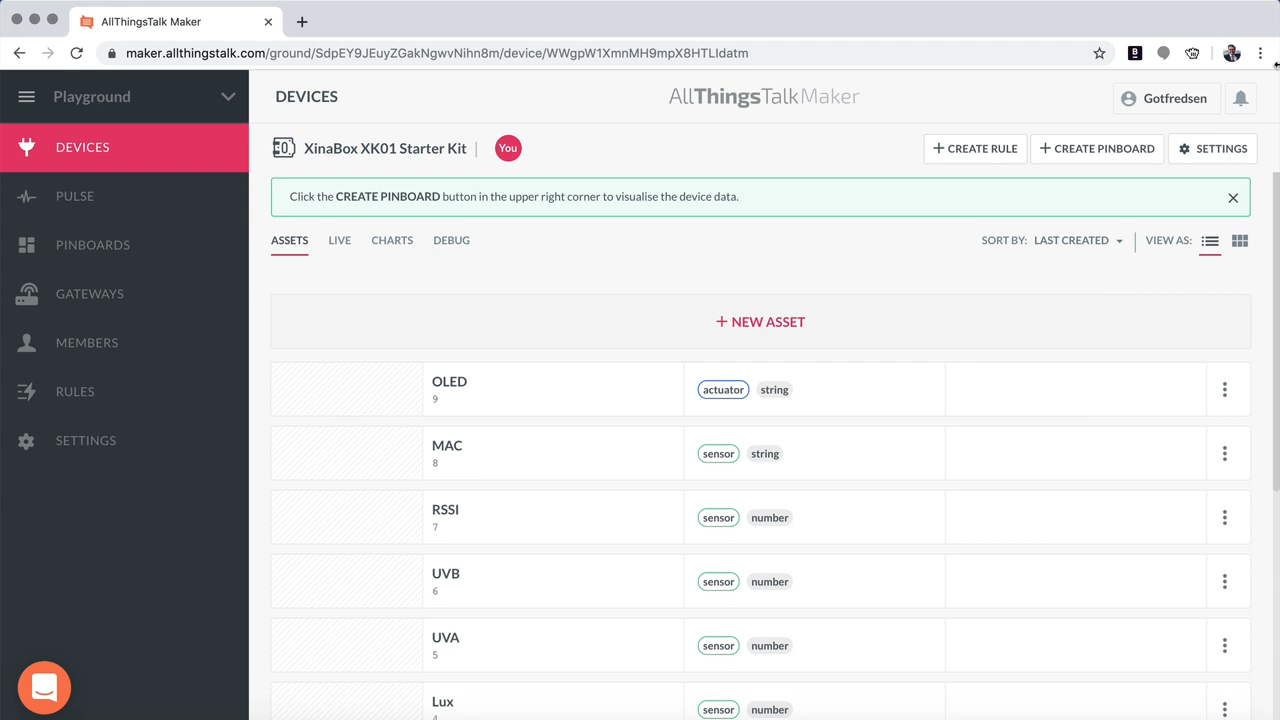 AllThingsTalk Maker
maker.allthingstalk.com/ground/SdpEY9JEuyZGakNgwvNihn8m/device/WWgpW1XmnMH9mpX8HTLIdatm
Playground
DEVICES
AllThingsTalkMaker
Gotfredsen
DEVICES
PULSE
PINBOARDS
GATEWAYS
MEMBERS
RULES
SETTINGS
XinaBox XK01 Starter Kit
You
+ CREATE RULE
+ CREATE PINBOARD
SETTINGS
Click the CREATE PINBOARD button in the upper right corner to visualise the device data.
ASSETS LIVE CHARTS DEBUG
SORT BY: LAST CREATED
VIEW AS:
+ NEW ASSET
OLED
9
actuator string
MAC
8
sensor string
RSSI
7
sensor number
UVB
6
sensor number
UVA
5
sensor number
Lux
4
sensor number